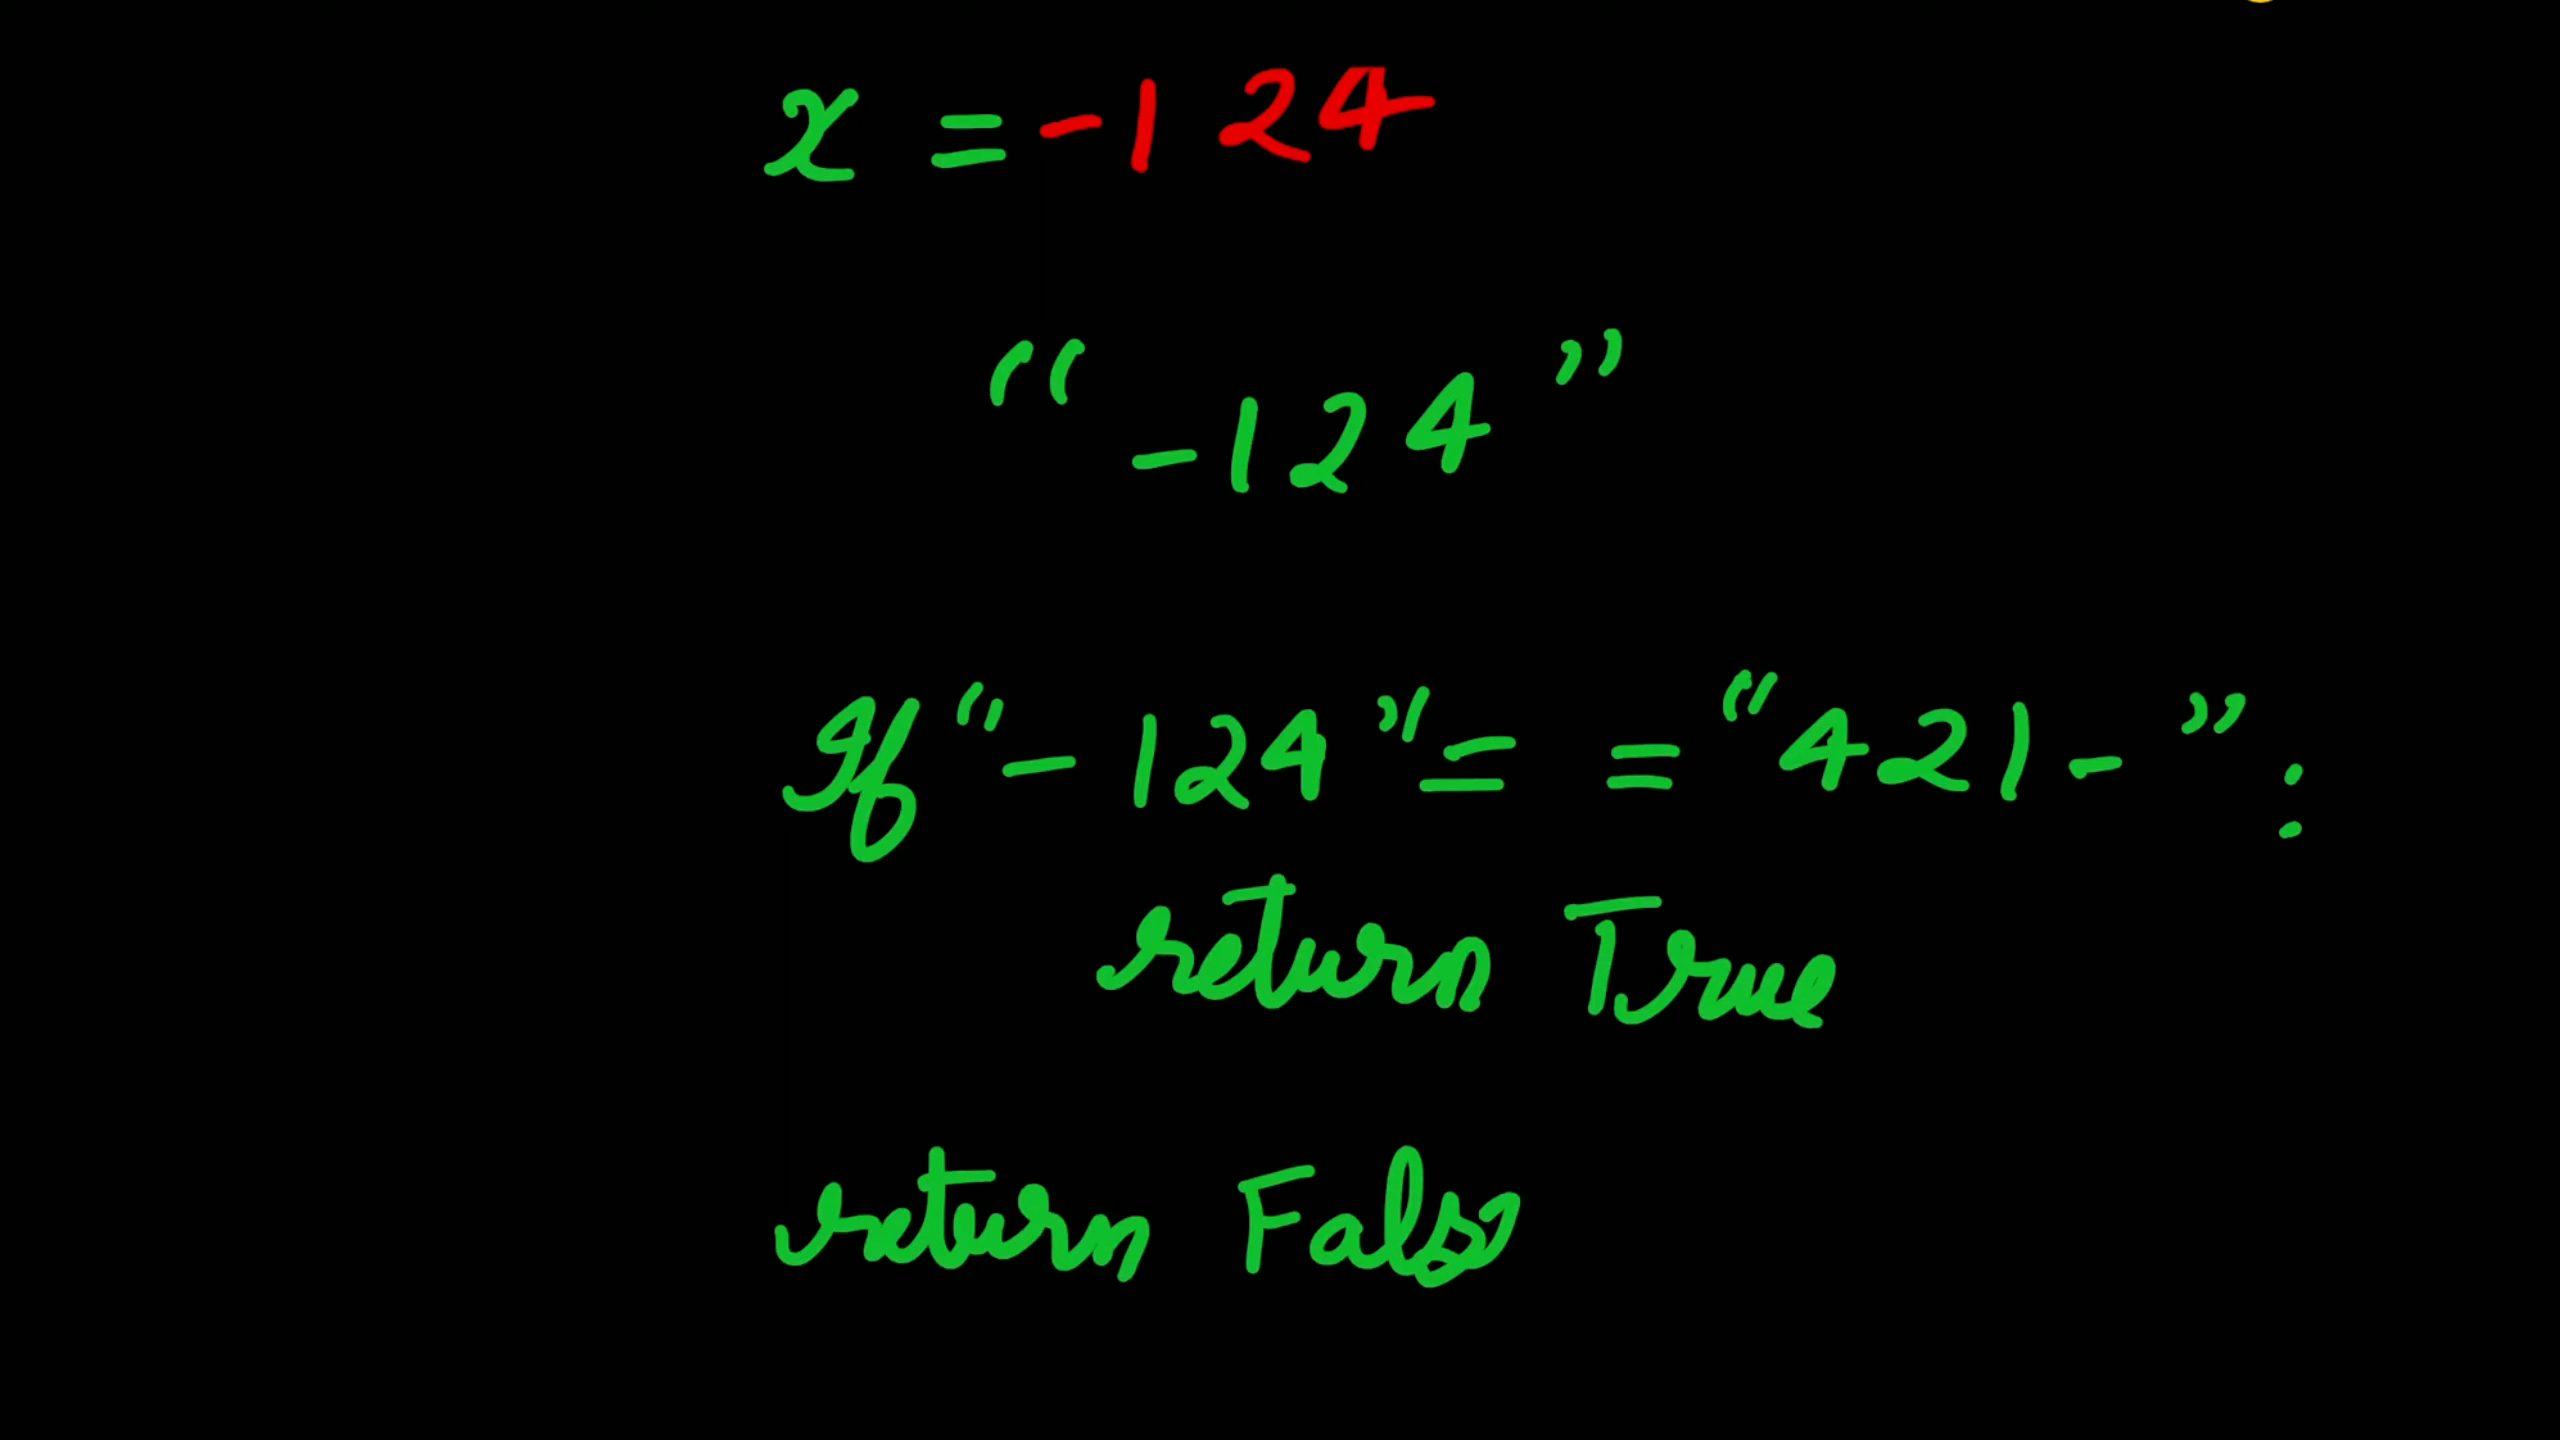 x = -124
“ -124 ”
If “-124” == “421-”:
return True
return False